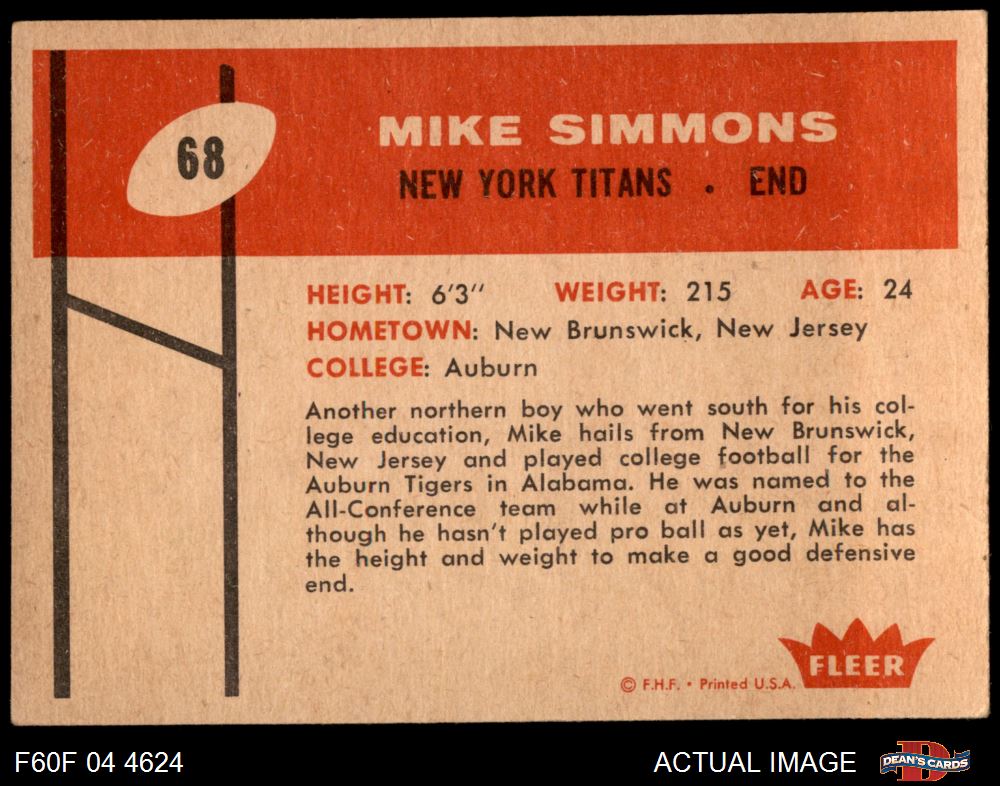 68
MIKE SIMMONS
NEW YORK TITANS . END
HEIGHT: 6'3" WEIGHT: 215 AGE: 24
HOMETOWN: New Brunswick, New Jersey
COLLEGE: Auburn
Another northern boy who went south for his col-
lege education, Mike hails from New Brunswick,
New Jersey and played college football for the
Auburn Tigers in Alabama. He was named to the
All-Conference team while at Auburn and al-
though he hasn't played pro ball as yet, Mike has
the height and weight to make a good defensive
end.
FLEER
© F.H.F. • Printed U.S.A.
F60F 04 4624 ACTUAL IMAGE DEAN'S CARDS